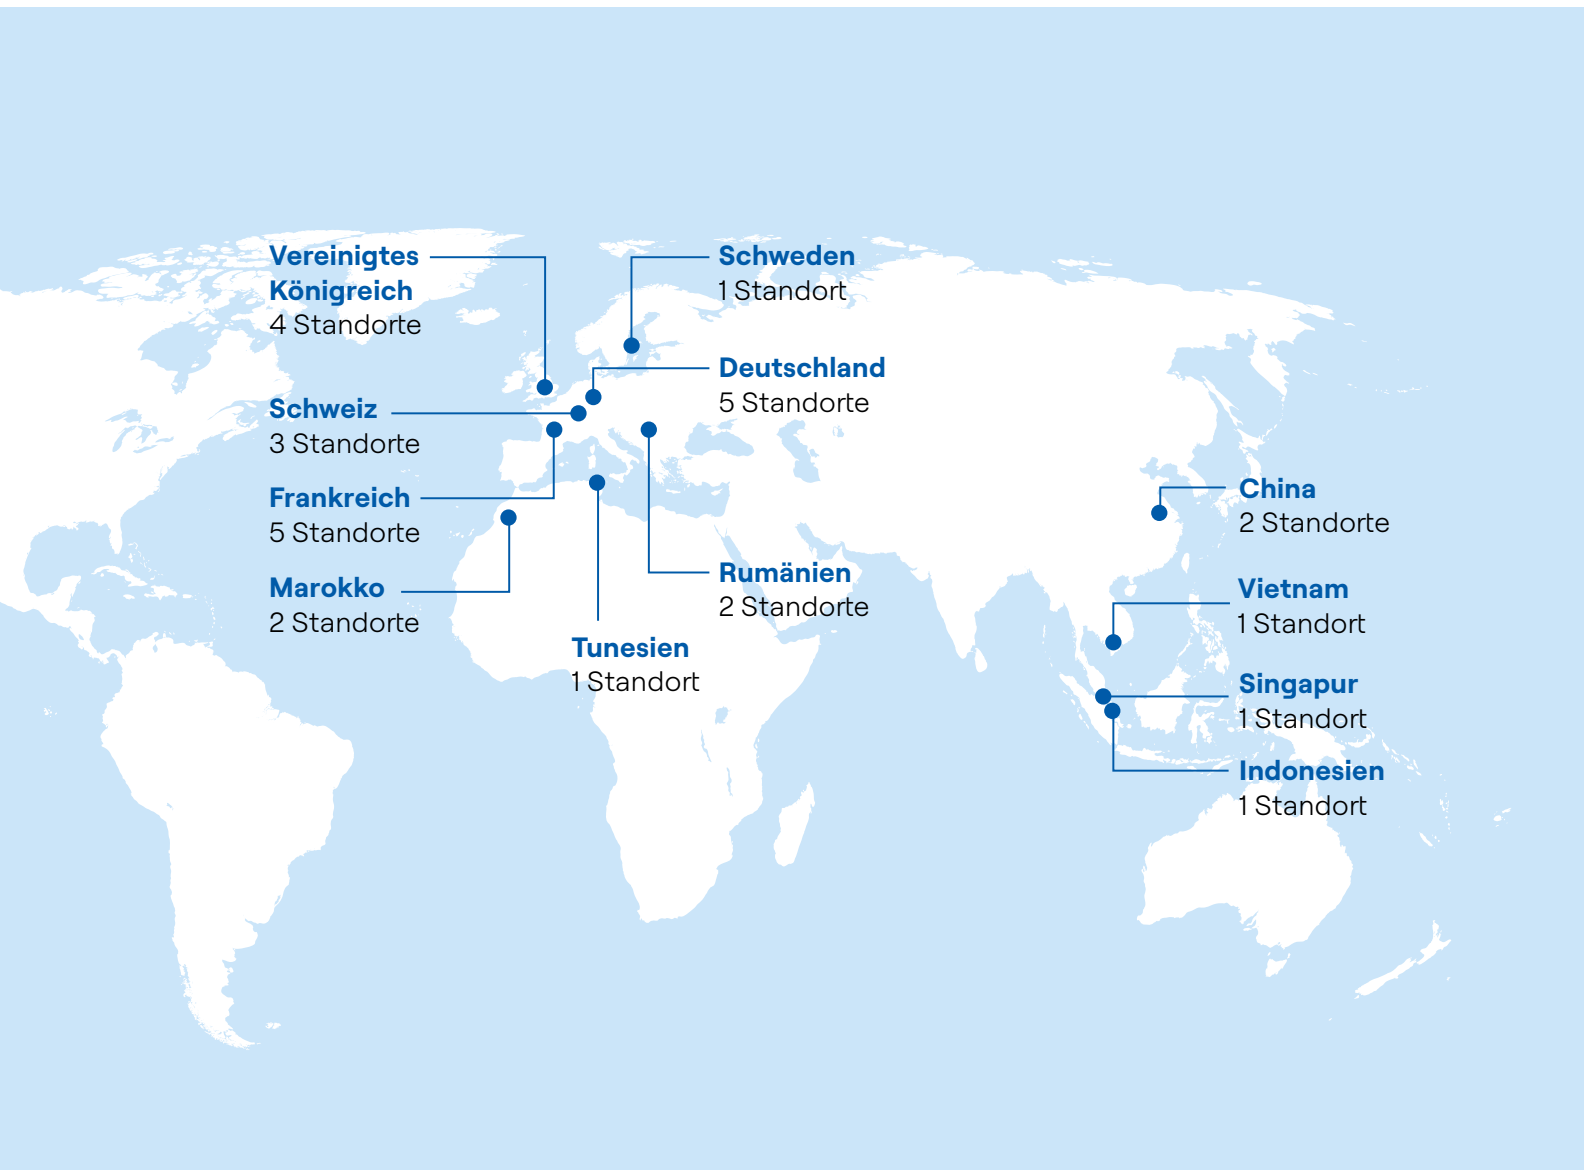 Vereinigtes
Königreich
4 Standorte
Schweiz
3 Standorte
Frankreich
5 Standorte
Marokko
2 Standorte
Schweden
1 Standort
Deutschland
5 Standorte
Rumänien
2 Standorte
Tunesien
1 Standort
China
2 Standorte
Vietnam
1 Standort
Singapur
1 Standort
Indonesien
1 Standort